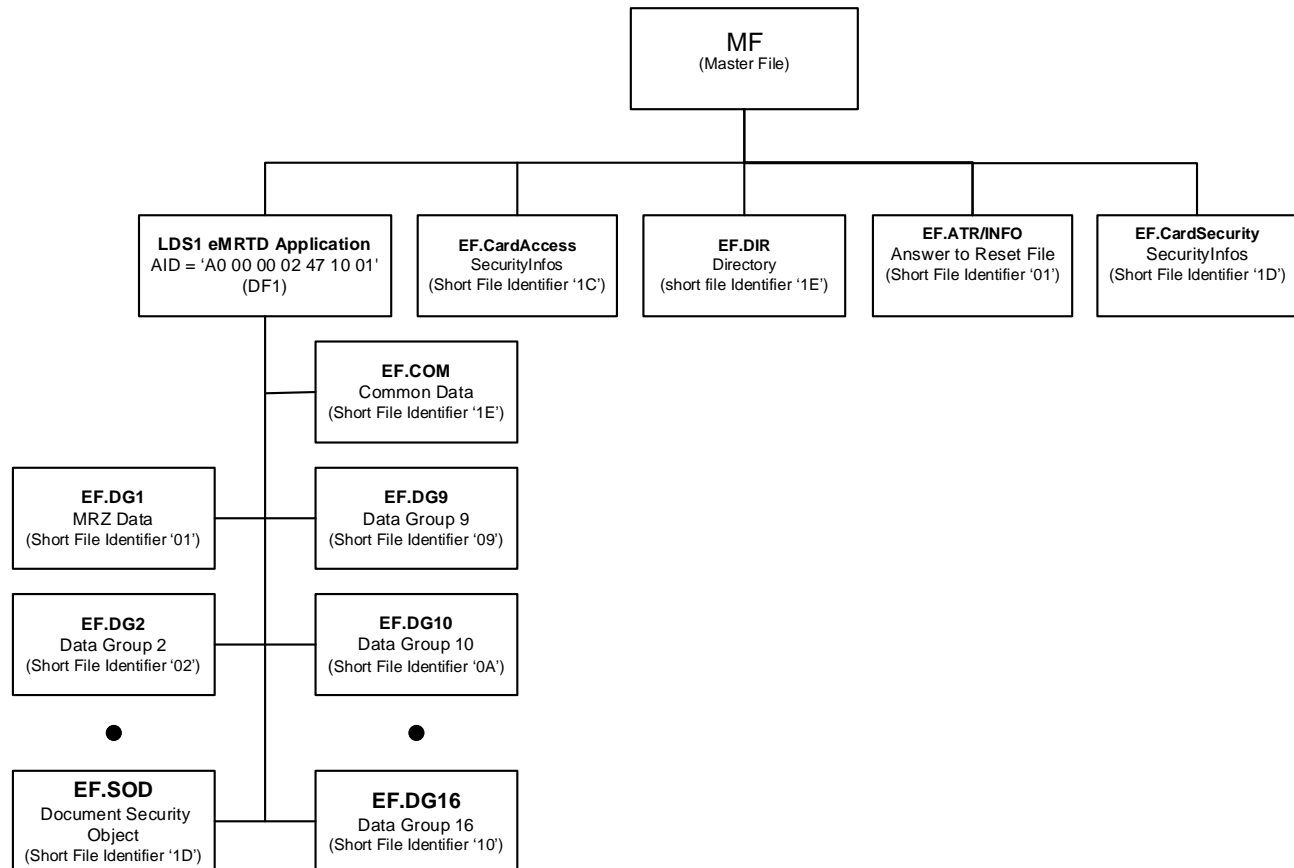 MF
(Master File)
LDS1 eMRTD Application
AID = ‘A0 00 00 02 47 10 01’
(DF1)
EF.CardAccess
SecurityInfos
(Short File Identifier ‘1C’)
EF.DIR
Directory
(short file Identifier ‘1E’)
EF.ATR/INFO
Answer to Reset File
(Short File Identifier ‘01’)
EF.CardSecurity
SecurityInfos
(Short File Identifier ‘1D’)
EF.COM
Common Data
(Short File Identifier ‘1E’)
EF.DG1
MRZ Data
(Short File Identifier ‘01’)
EF.DG9
Data Group 9
(Short File Identifier ‘09’)
EF.DG2
Data Group 2
(Short File Identifier ‘02’)
EF.DG10
Data Group 10
(Short File Identifier ‘0A’)
EF.SOD
Document Security
Object
(Short File Identifier ‘1D’)
EF.DG16
Data Group 16
(Short File Identifier ‘10’)